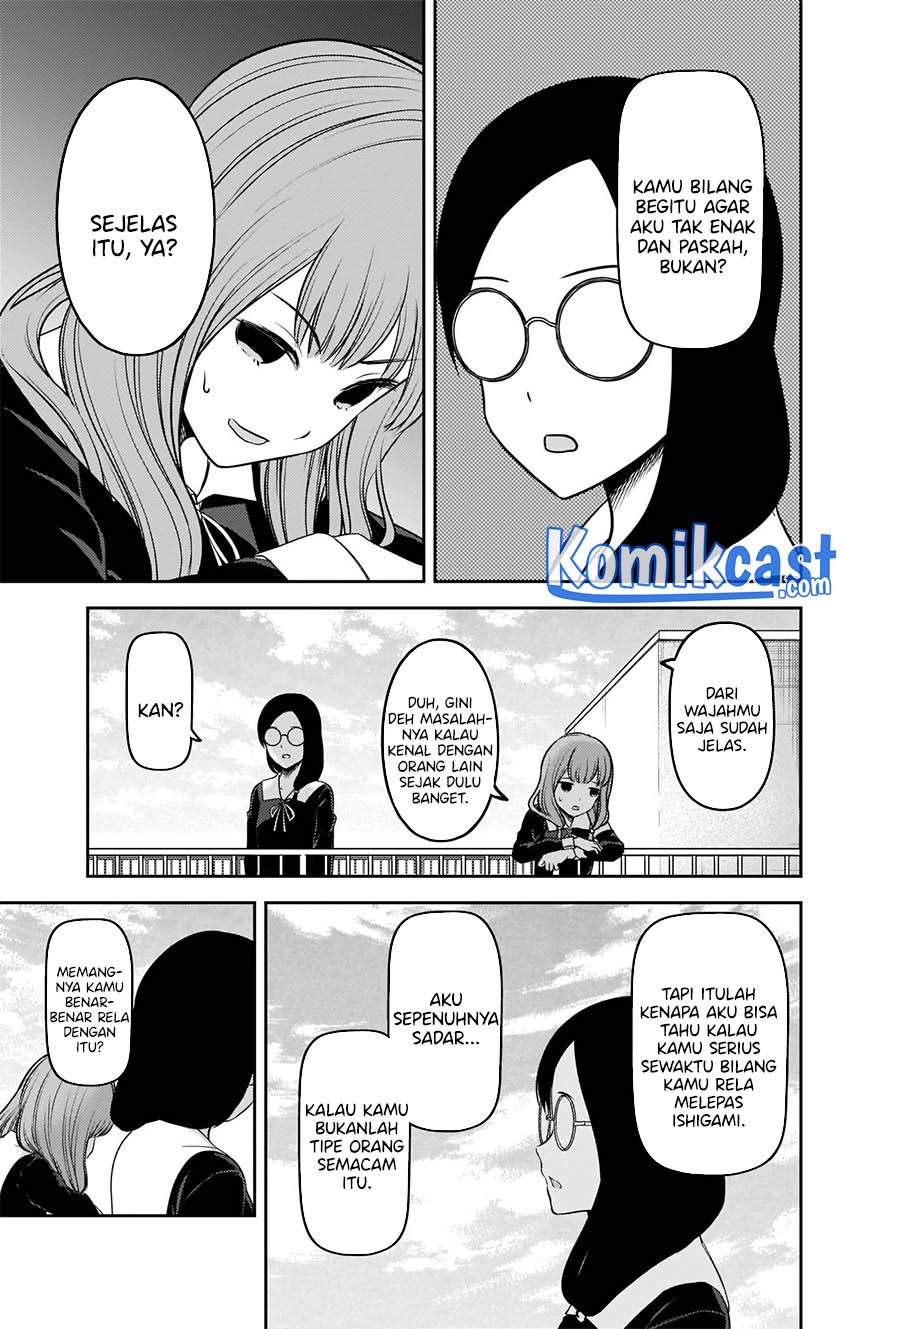 KAMU BILANG
BEGITU AGAR
AKU TAK ENAK
DAN PASRAH,
BUKAN?
SEJELAS
ITU, YA?
Komikcast
.com
DARI
WAJAHMU
SAJA SUDAH
JELAS.
DUH, GINI
DEH MASALAH-
NYA KALAU
KENAL DENGAN
ORANG LAIN
SEJAK DULU
BANGET.
KAN?
TAPI ITULAH
KENAPA AKU BISA
TAHU KALAU
KAMU SERIUS
SEWAKTU BILANG
KAMU RELA
MELEPAS
ISHIGAMI.
AKU
SEPENUHNYA
SADAR...
KALAU KAMU
BUKANLAH
TIPE ORANG
SEMACAM
ITU.
MEMANG-
NYA KAMU
BENAR-
BENAR RELA
DENGAN
ITU?